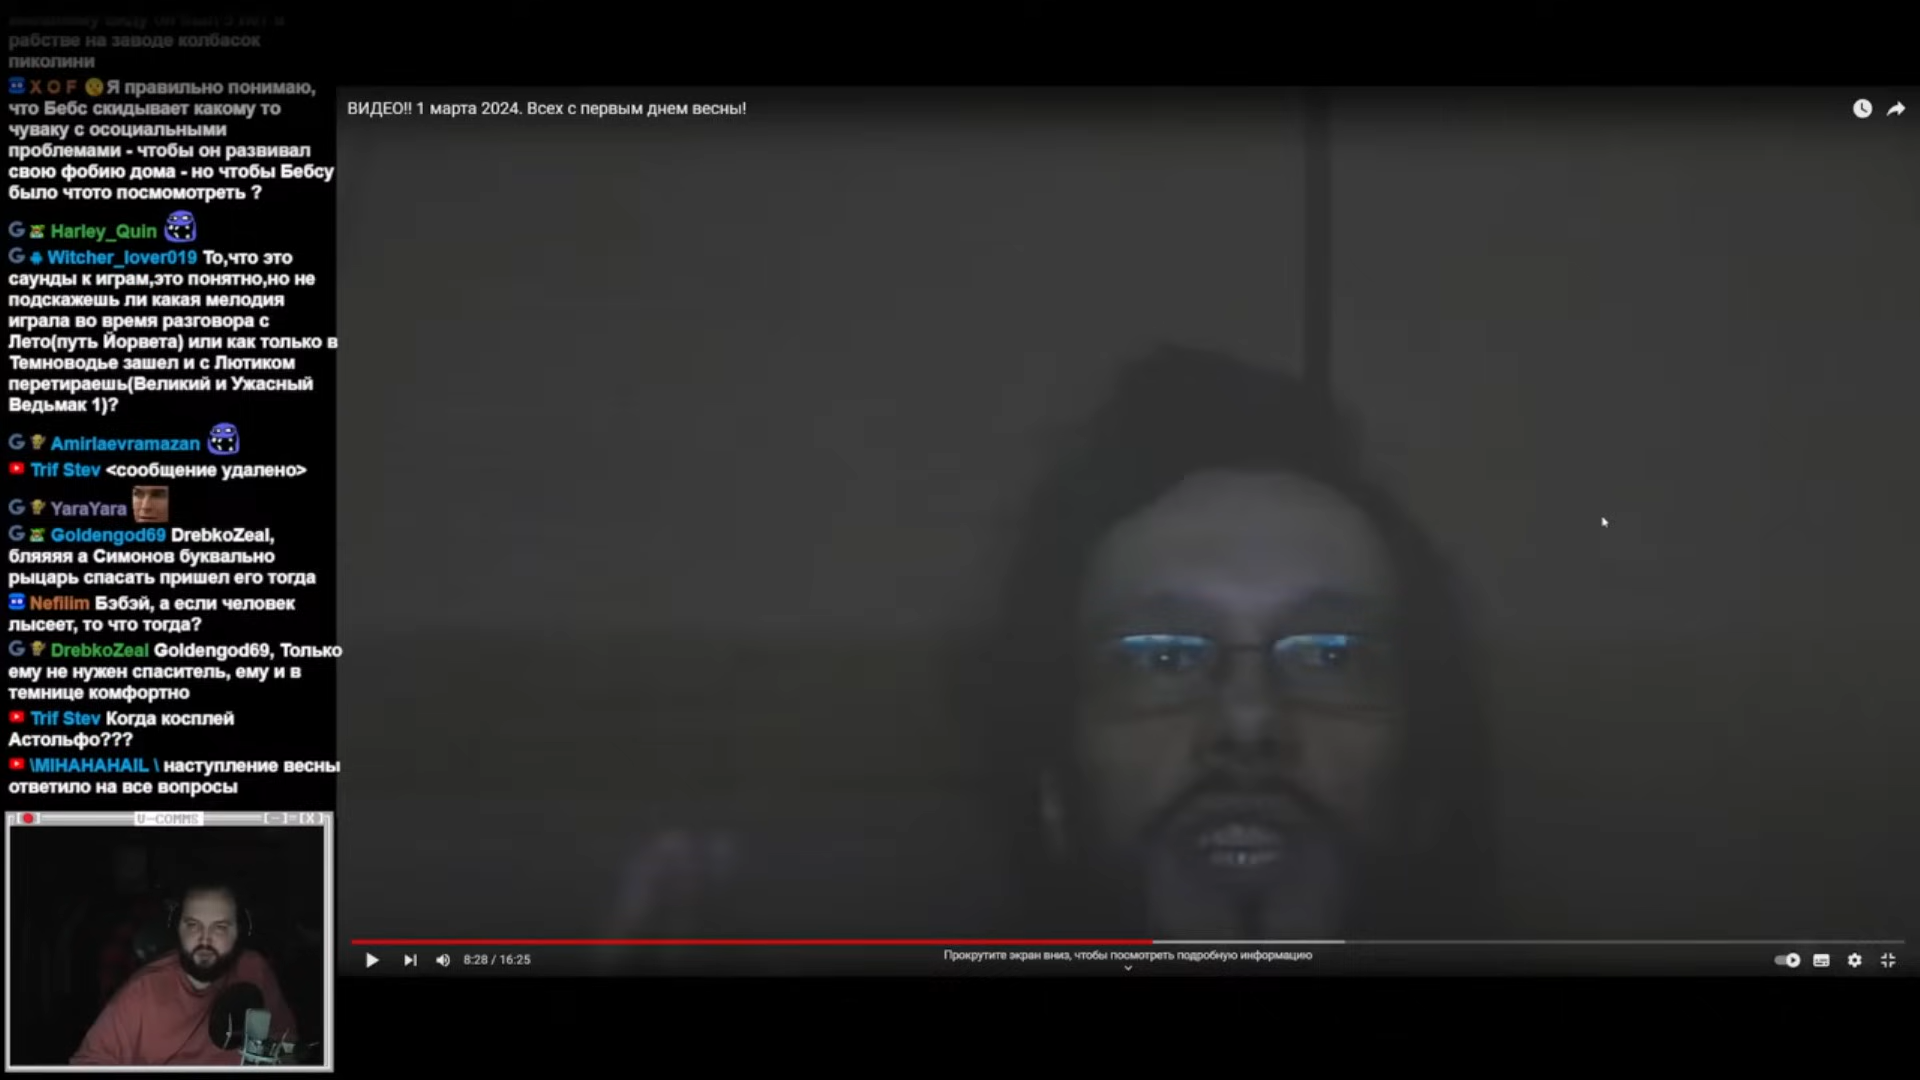 рабстве на заводе колбасок
пиколини
X O F Я правильно понимаю,
что Бебс скидывает какому то
чуваку с осоциальными
проблемами - чтобы он развивал
свою фобию дома - но чтобы Бебсу
было чтото посмомотреть ?
Harley_Quin
Witcher_lover019 То,что это
саунды к играм,это понятно,но не
подскажешь ли какая мелодия
играла во время разговора с
Лето(путь Йорвета) или как только в
Темноводье зашел и с Лютиком
перетираешь(Великий и Ужасный
Ведьмак 1)?
Amirlaevramazan
Trif Stev <сообщение удалено>
YaraYara
Goldengod69 DrebkoZeal,
бляяяя а Симонов буквально
рыцарь спасать пришел его тогда
Nefilim Бэбэй, а если человек
лысеет, то что тогда?
DrebkoZeal Goldengod69, Только
ему не нужен спаситель, ему и в
темнице комфортно
Trif Stev Когда косплей
Астольфо???
\MIHAHAHAIL \ наступление весны
ответило на все вопросы
U-COMMS [-]=[X]
ВИДЕО!! 1 марта 2024. Всех с первым днем весны!
8:28 / 16:25
Прокрутите экран вниз, чтобы посмотреть подробную информацию